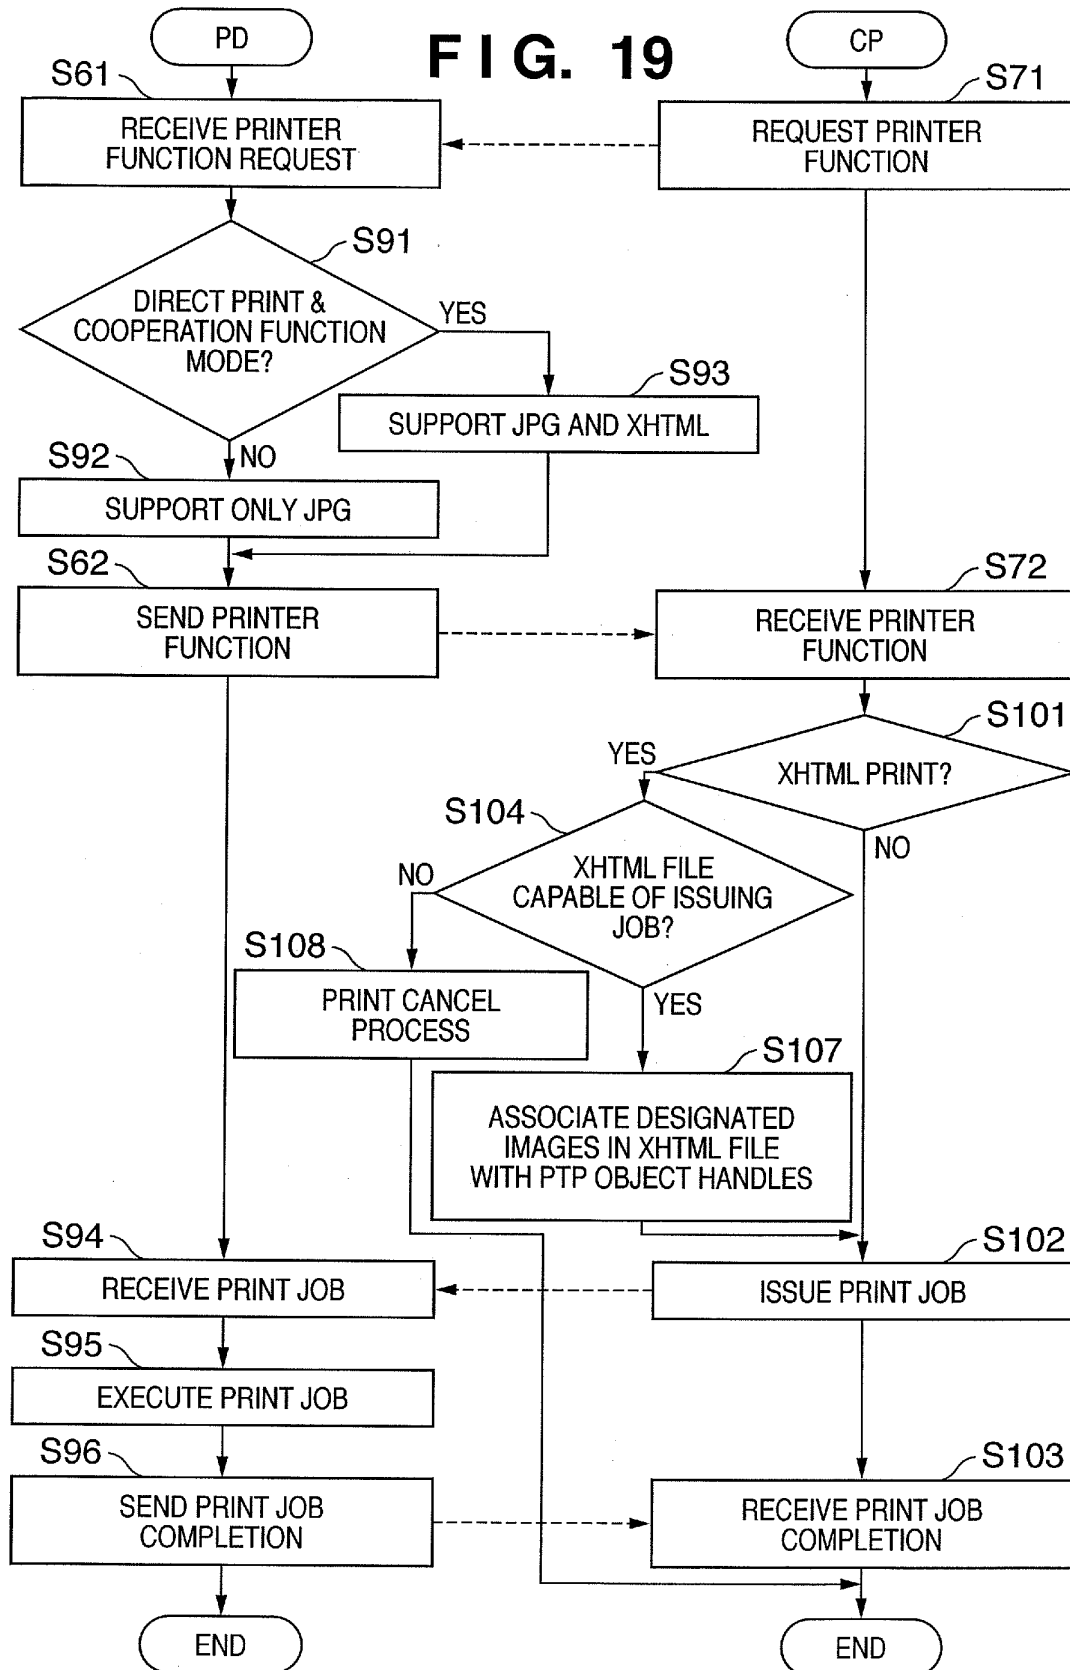 FIG. 19
PD
CP
S61
RECEIVE PRINTER
FUNCTION REQUEST
S71
REQUEST PRINTER
FUNCTION
S91
DIRECT PRINT &
COOPERATION FUNCTION
MODE?
YES
S93
SUPPORT JPG AND XHTML
NO
S92
SUPPORT ONLY JPG
S62
SEND PRINTER
FUNCTION
S72
RECEIVE PRINTER
FUNCTION
S101
XHTML PRINT?
YES
NO
S104
XHTML FILE
CAPABLE OF ISSUING
JOB?
NO
YES
S108
PRINT CANCEL
PROCESS
S107
ASSOCIATE DESIGNATED
IMAGES IN XHTML FILE
WITH PTP OBJECT HANDLES
S94
RECEIVE PRINT JOB
S102
ISSUE PRINT JOB
S95
EXECUTE PRINT JOB
S96
SEND PRINT JOB
COMPLETION
S103
RECEIVE PRINT JOB
COMPLETION
END
END